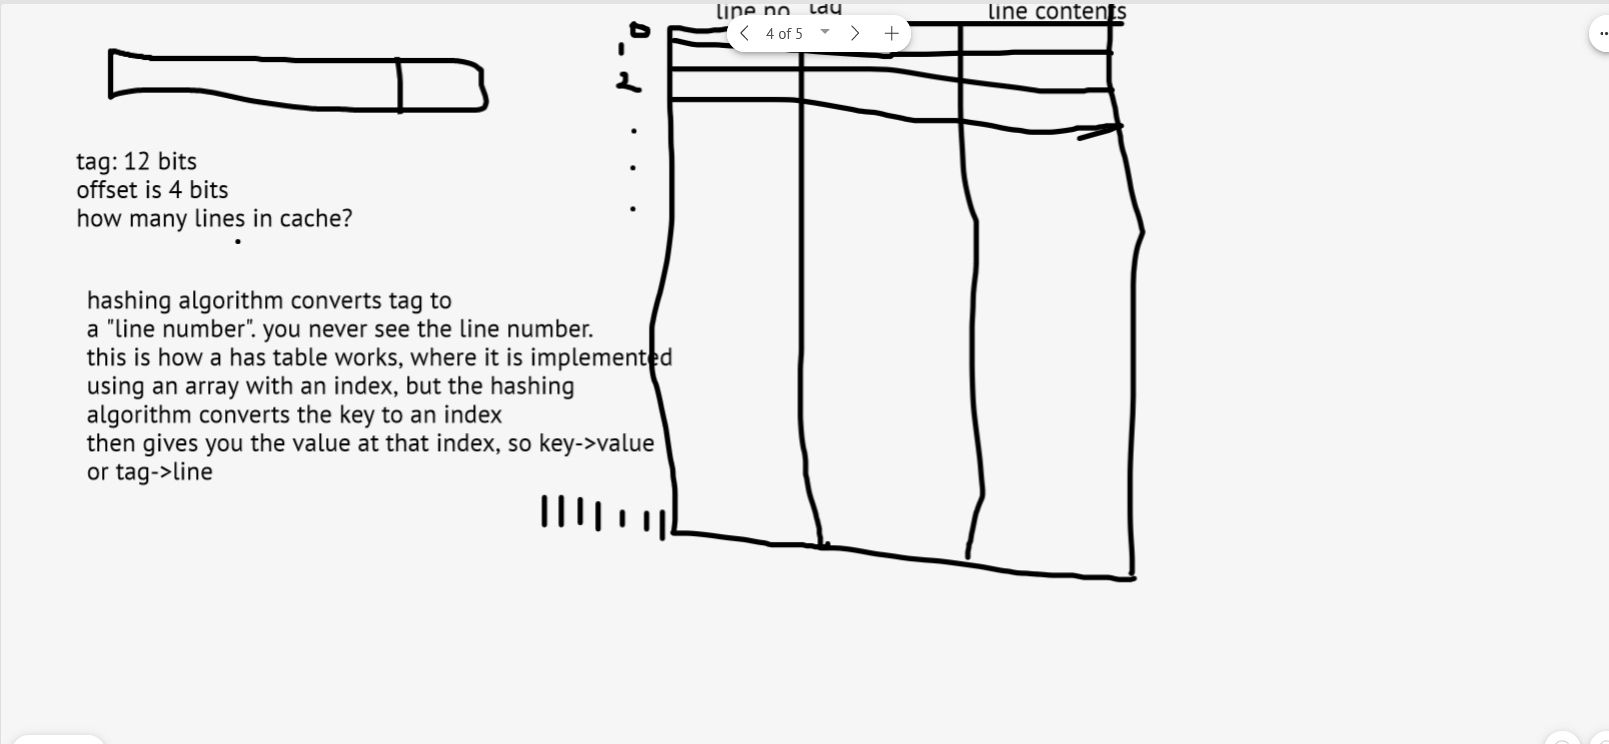 line no tag line contents
4 of 5
0
1
2
tag: 12 bits
offset is 4 bits
how many lines in cache?
hashing algorithm converts tag to
a "line number". you never see the line number.
this is how a has table works, where it is implemented
using an array with an index, but the hashing
algorithm converts the key to an index
then gives you the value at that index, so key->value
or tag->line